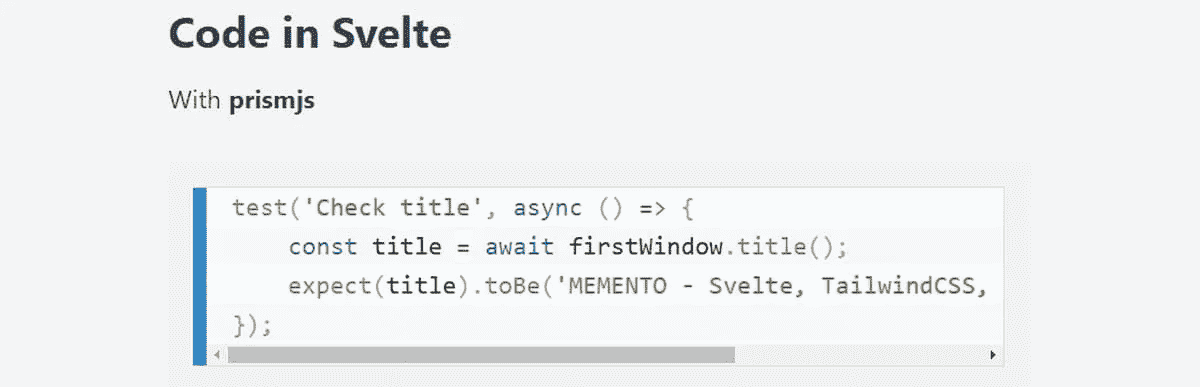 Code in Svelte
With prismjs
test('Check title', async () => {
    const title = await firstWindow.title();
    expect(title).toBe('MEMENTO - Svelte, TailwindCSS,
});